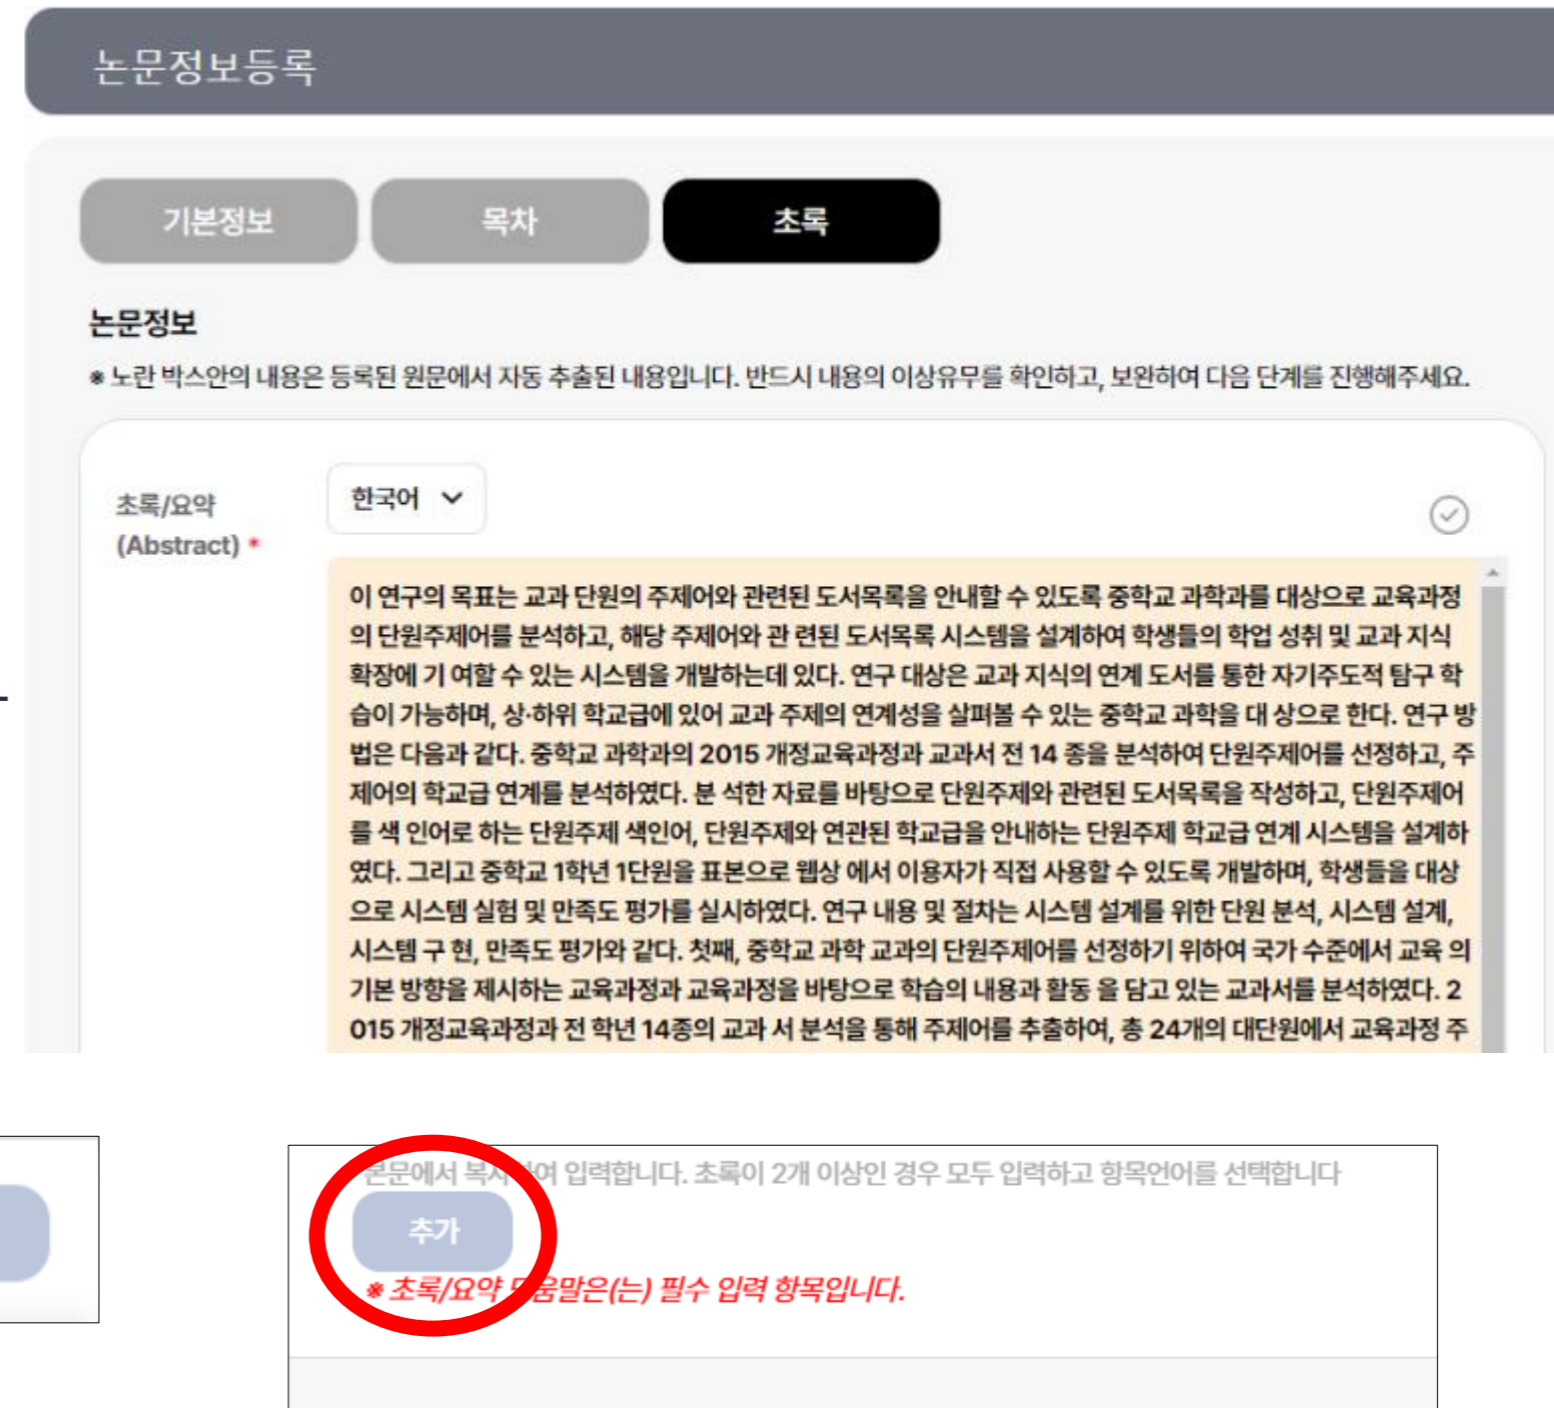 논문정보등록
기본정보 목차 초록
논문정보
※ 노란 박스안의 내용은 등록된 원문에서 자동 추출된 내용입니다. 반드시 내용의 이상유무를 확인하고, 보완하여 다음 단계를 진행해주세요.
초록/요약
(Abstract) *
한국어
이 연구의 목표는 교과 단원의 주제어와 관련된 도서목록을 안내할 수 있도록 중학교 과학과를 대상으로 교육과정
의 단원주제어를 분석하고, 해당 주제어와 관 련된 도서목록 시스템을 설계하여 학생들의 학업 성취 및 교과 지식
확장에 기 여할 수 있는 시스템을 개발하는데 있다. 연구 대상은 교과 지식의 연계 도서를 통한 자기주도적 탐구 학
습이 가능하며, 상·하위 학교급에 있어 교과 주제의 연계성을 살펴볼 수 있는 중학교 과학을 대 상으로 한다. 연구 방
법은 다음과 같다. 중학교 과학과의 2015 개정교육과정과 교과서 전 14 종을 분석하여 단원주제어를 선정하고, 주
제어의 학교급 연계를 분석하였다. 분 석한 자료를 바탕으로 단원주제와 관련된 도서목록을 작성하고, 단원주제어
를 색 인어로 하는 단원주제 색인어, 단원주제와 연관된 학교급을 안내하는 단원주제 학교급 연계 시스템을 설계하
였다. 그리고 중학교 1학년 1단원을 표본으로 웹상 에서 이용자가 직접 사용할 수 있도록 개발하며, 학생들을 대상
으로 시스템 실험 및 만족도 평가를 실시하였다. 연구 내용 및 절차는 시스템 설계를 위한 단원 분석, 시스템 설계,
시스템 구 현, 만족도 평가와 같다. 첫째, 중학교 과학 교과의 단원주제어를 선정하기 위하여 국가 수준에서 교육 의
기본 방향을 제시하는 교육과정과 교육과정을 바탕으로 학습의 내용과 활동 을 담고 있는 교과서를 분석하였다. 2
015 개정교육과정과 전 학년 14종의 교과 서 분석을 통해 주제어를 추출하여, 총 24개의 대단원에서 교육과정 주
본문에서 복사하여 입력합니다. 초록이 2개 이상인 경우 모두 입력하고 항목언어를 선택합니다
추가
※ 초록/요약 도움말은(는) 필수 입력 항목입니다.